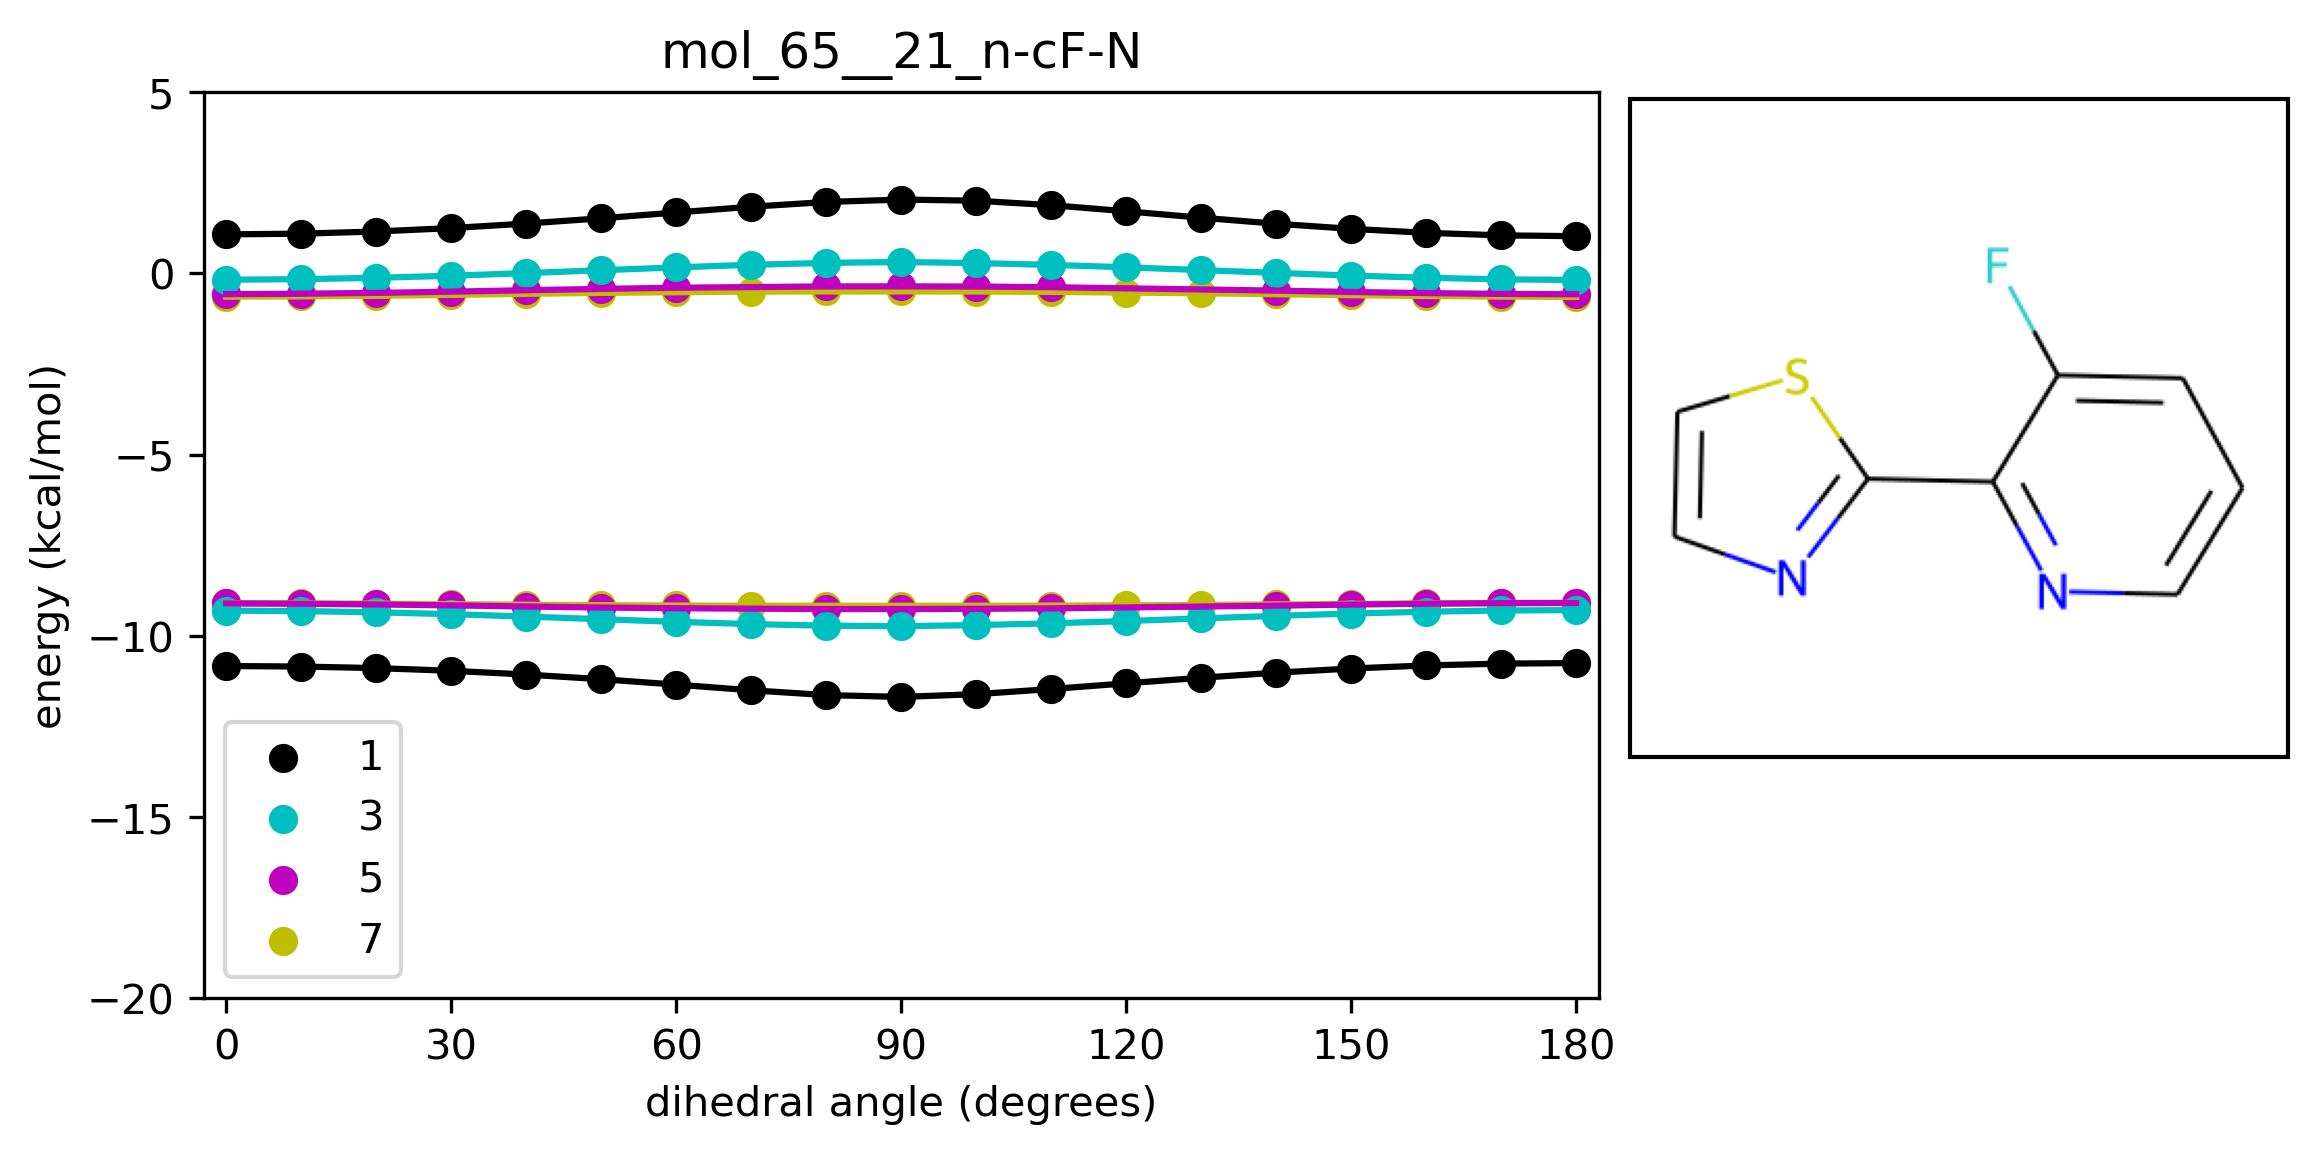 mol_65__21_n-cF-N
5
0
−5
−10
−15
−20
energy (kcal/mol)
1
3
5
7
0 30 60 90 120 150 180
dihedral angle (degrees)
F
S
N
N